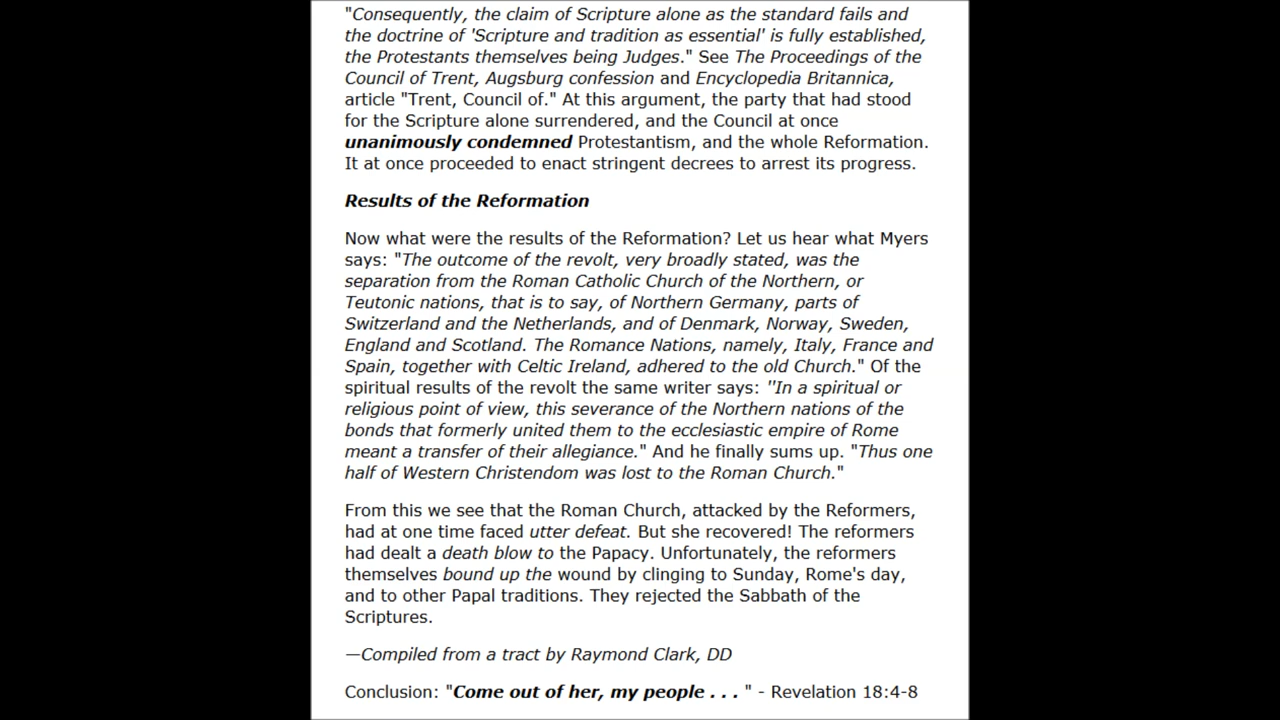 "Consequently, the claim of Scripture alone as the standard fails and
the doctrine of 'Scripture and tradition as essential' is fully established,
the Protestants themselves being Judges." See The Proceedings of the
Council of Trent, Augsburg confession and Encyclopedia Britannica,
article "Trent, Council of." At this argument, the party that had stood
for the Scripture alone surrendered, and the Council at once
unanimously condemned Protestantism, and the whole Reformation.
It at once proceeded to enact stringent decrees to arrest its progress.
Results of the Reformation
Now what were the results of the Reformation? Let us hear what Myers
says: "The outcome of the revolt, very broadly stated, was the
separation from the Roman Catholic Church of the Northern, or
Teutonic nations, that is to say, of Northern Germany, parts of
Switzerland and the Netherlands, and of Denmark, Norway, Sweden,
England and Scotland. The Romance Nations, namely, Italy, France and
Spain, together with Celtic Ireland, adhered to the old Church." Of the
spiritual results of the revolt the same writer says: "In a spiritual or
religious point of view, this severance of the Northern nations of the
bonds that formerly united them to the ecclesiastic empire of Rome
meant a transfer of their allegiance." And he finally sums up. "Thus one
half of Western Christendom was lost to the Roman Church."
From this we see that the Roman Church, attacked by the Reformers,
had at one time faced utter defeat. But she recovered! The reformers
had dealt a death blow to the Papacy. Unfortunately, the reformers
themselves bound up the wound by clinging to Sunday, Rome's day,
and to other Papal traditions. They rejected the Sabbath of the
Scriptures.
—Compiled from a tract by Raymond Clark, DD
Conclusion: "Come out of her, my people . . . " - Revelation 18:4-8